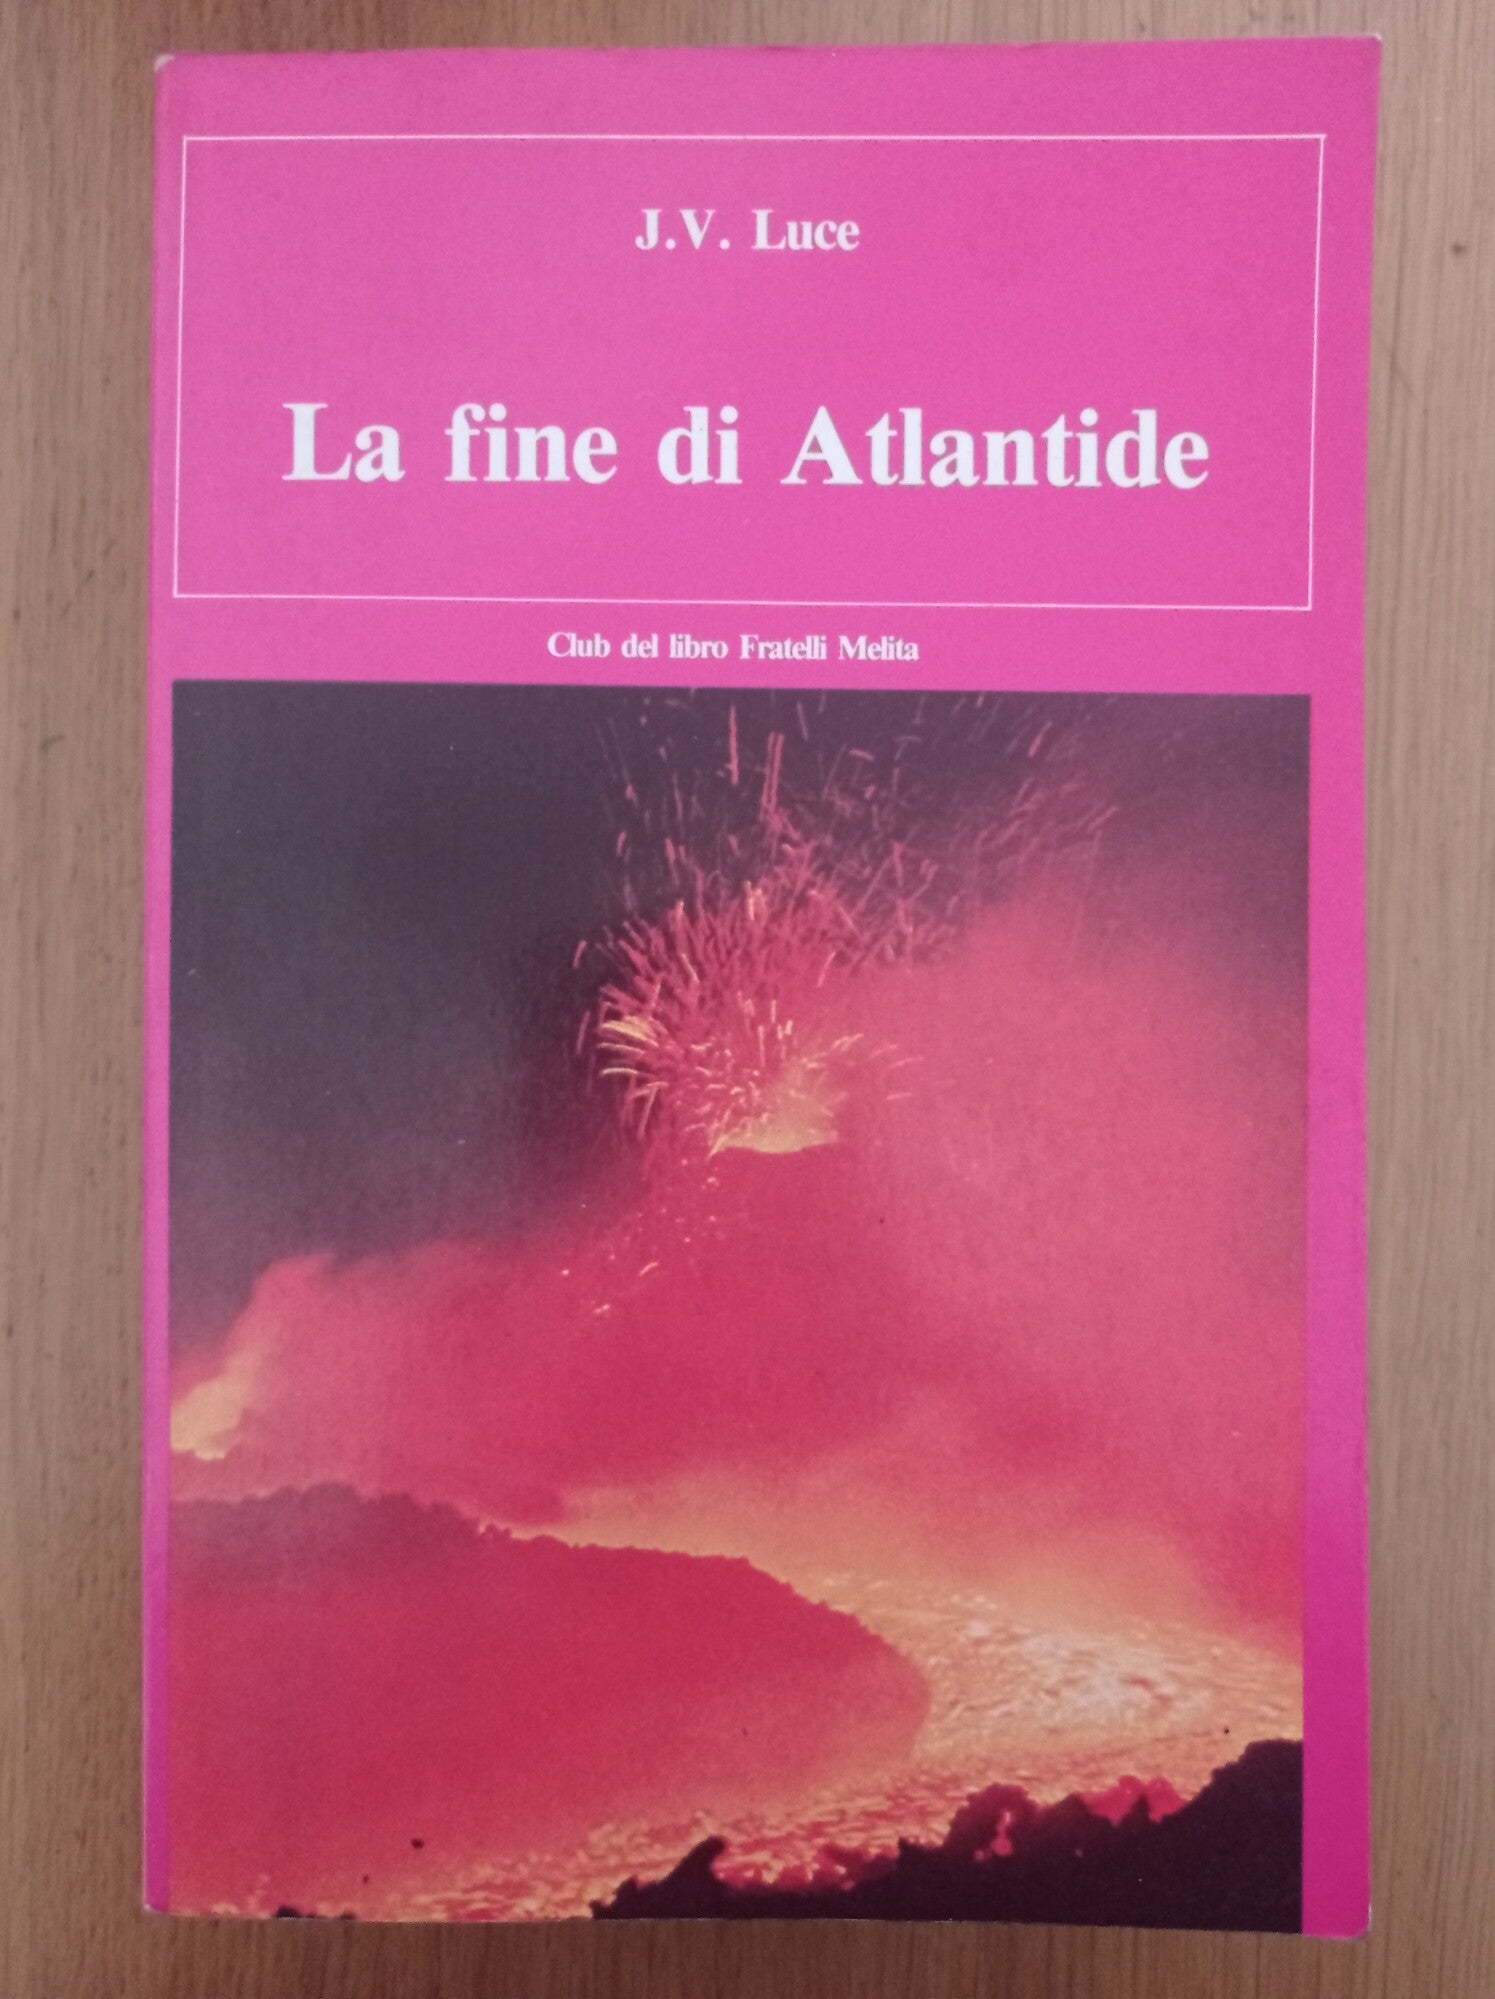 J.V. Luce
La fine di Atlantide
Club del libro Fratelli Melita